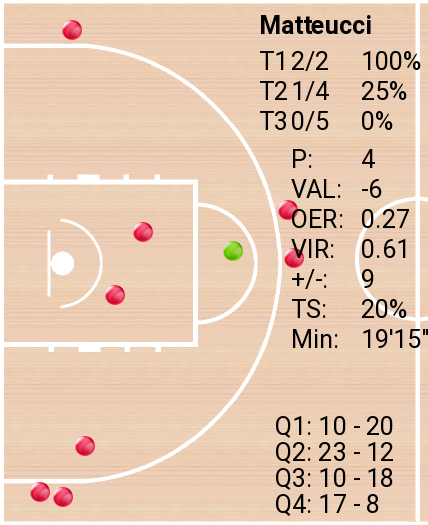 Matteucci
T1 2/2 100%
T2 1/4 25%
T3 0/5 0%
P: 4
VAL: -6
OER: 0.27
VIR: 0.61
+/-: 9
TS: 20%
Min: 19'15"
Q1: 10 - 20
Q2: 23 - 12
Q3: 10 - 18
Q4: 17 - 8